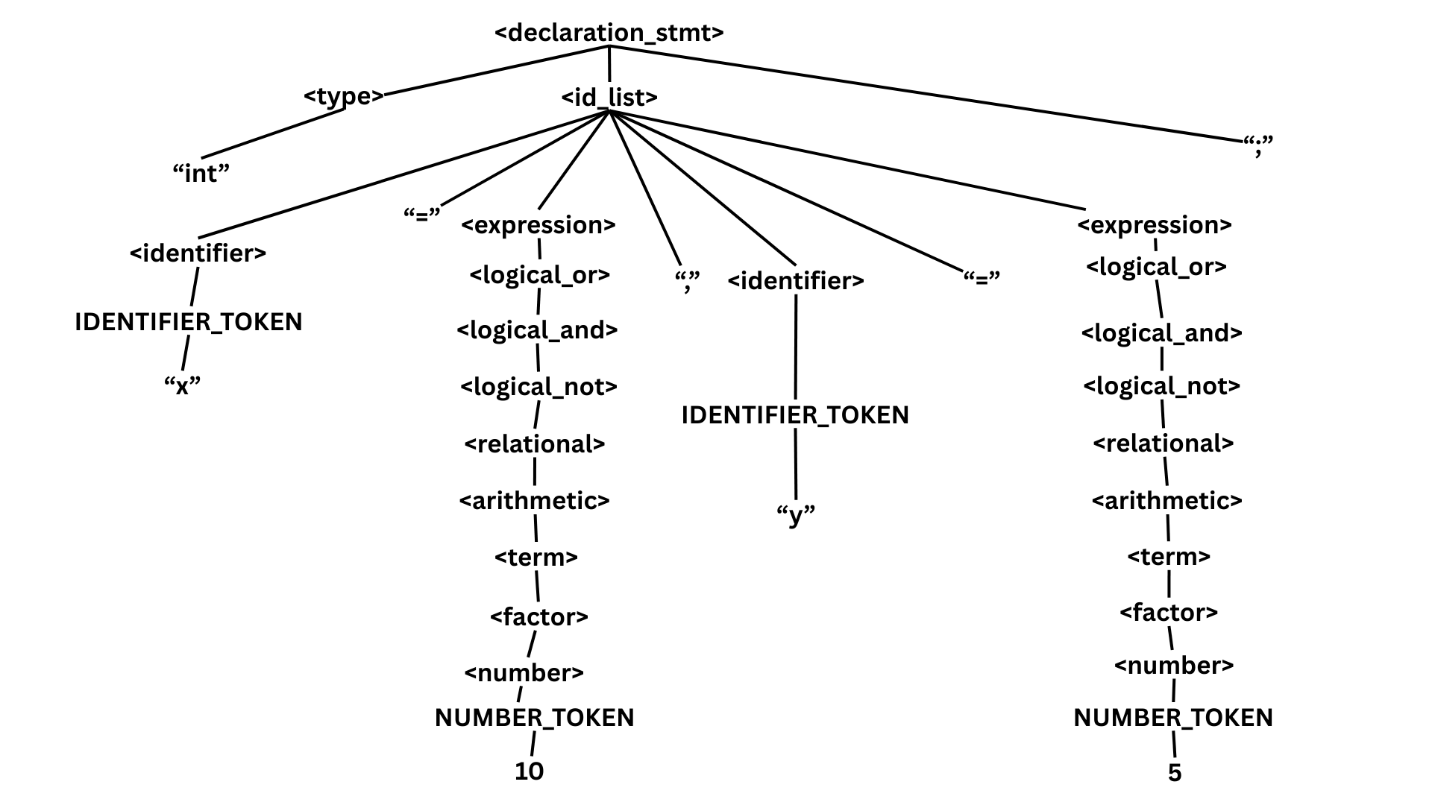 <declaration_stmt>
<type>
<id_list>
“;”
“int”
“=”
<expression>
<expression>
<identifier>
<logical_or>
“,”
<identifier>
“=”
<logical_or>
IDENTIFIER_TOKEN
<logical_and>
<logical_and>
“x”
<logical_not>
<logical_not>
IDENTIFIER_TOKEN
<relational>
<relational>
<arithmetic>
<arithmetic>
“y”
<term>
<term>
<factor>
<factor>
<number>
<number>
NUMBER_TOKEN
NUMBER_TOKEN
10
5